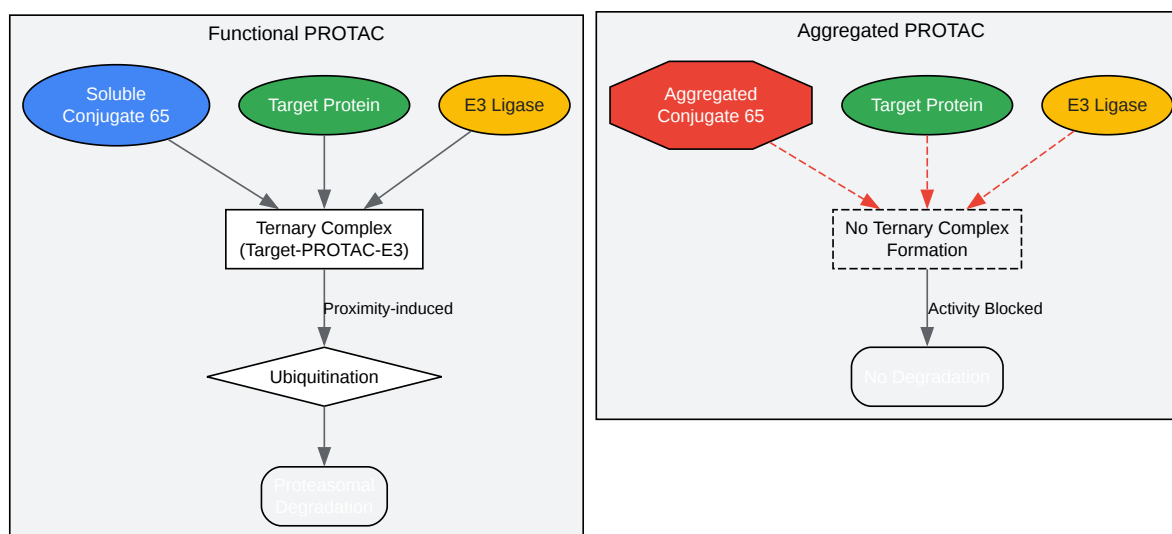 Functional PROTAC
Soluble
Conjugate 65
Target Protein
E3 Ligase
Ternary Complex
(Target-PROTAC-E3)
Proximity-induced
Ubiquitination
Proteasomal
Degradation
Aggregated PROTAC
Aggregated
Conjugate 65
Target Protein
E3 Ligase
No Ternary Complex
Formation
Activity Blocked
No Degradation